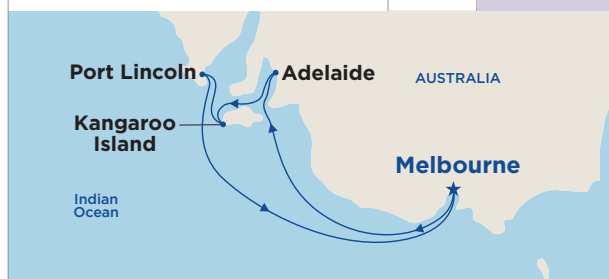 Port Lincoln
Adelaide
AUSTRALIA
Kangaroo
Island
Melbourne
Indian
Ocean